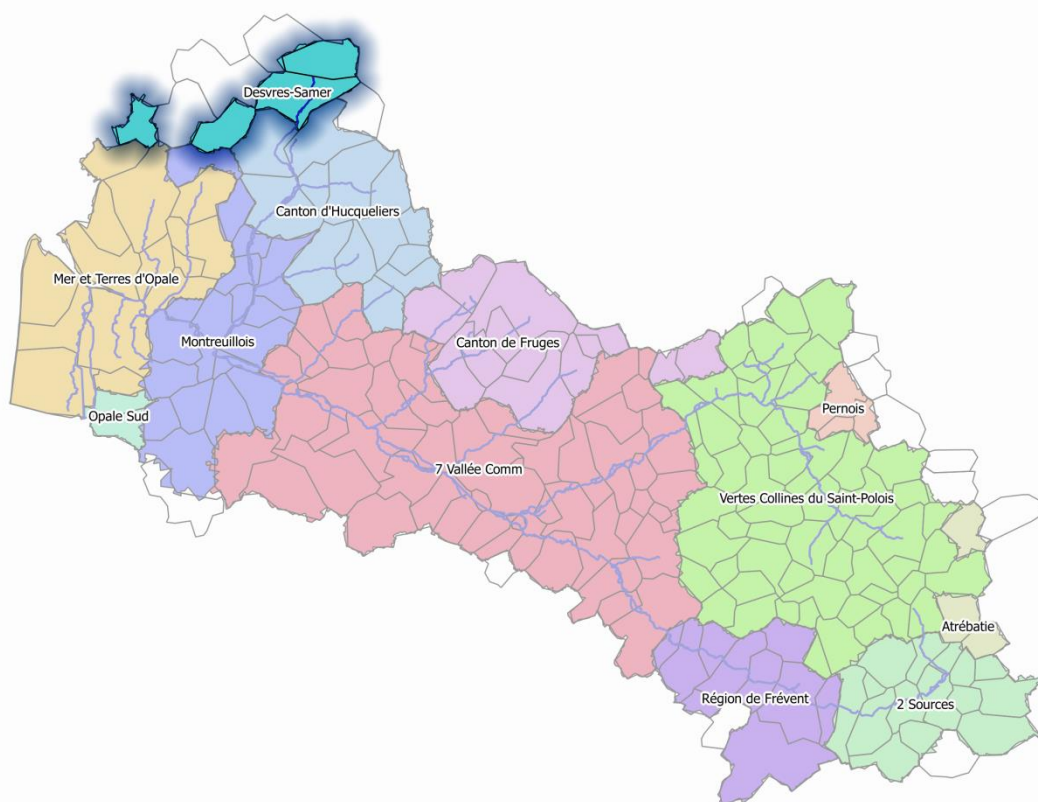 Desvres-Samer
Canton d'Hucqueliers
Mer et Terres d'Opale
Montreuillois
Canton de Fruges
Opale Sud
Pernois
7 Vallée Comm
Vertes Collines du Saint-Polois
Atrébatie
Région de Frévent
2 Sources